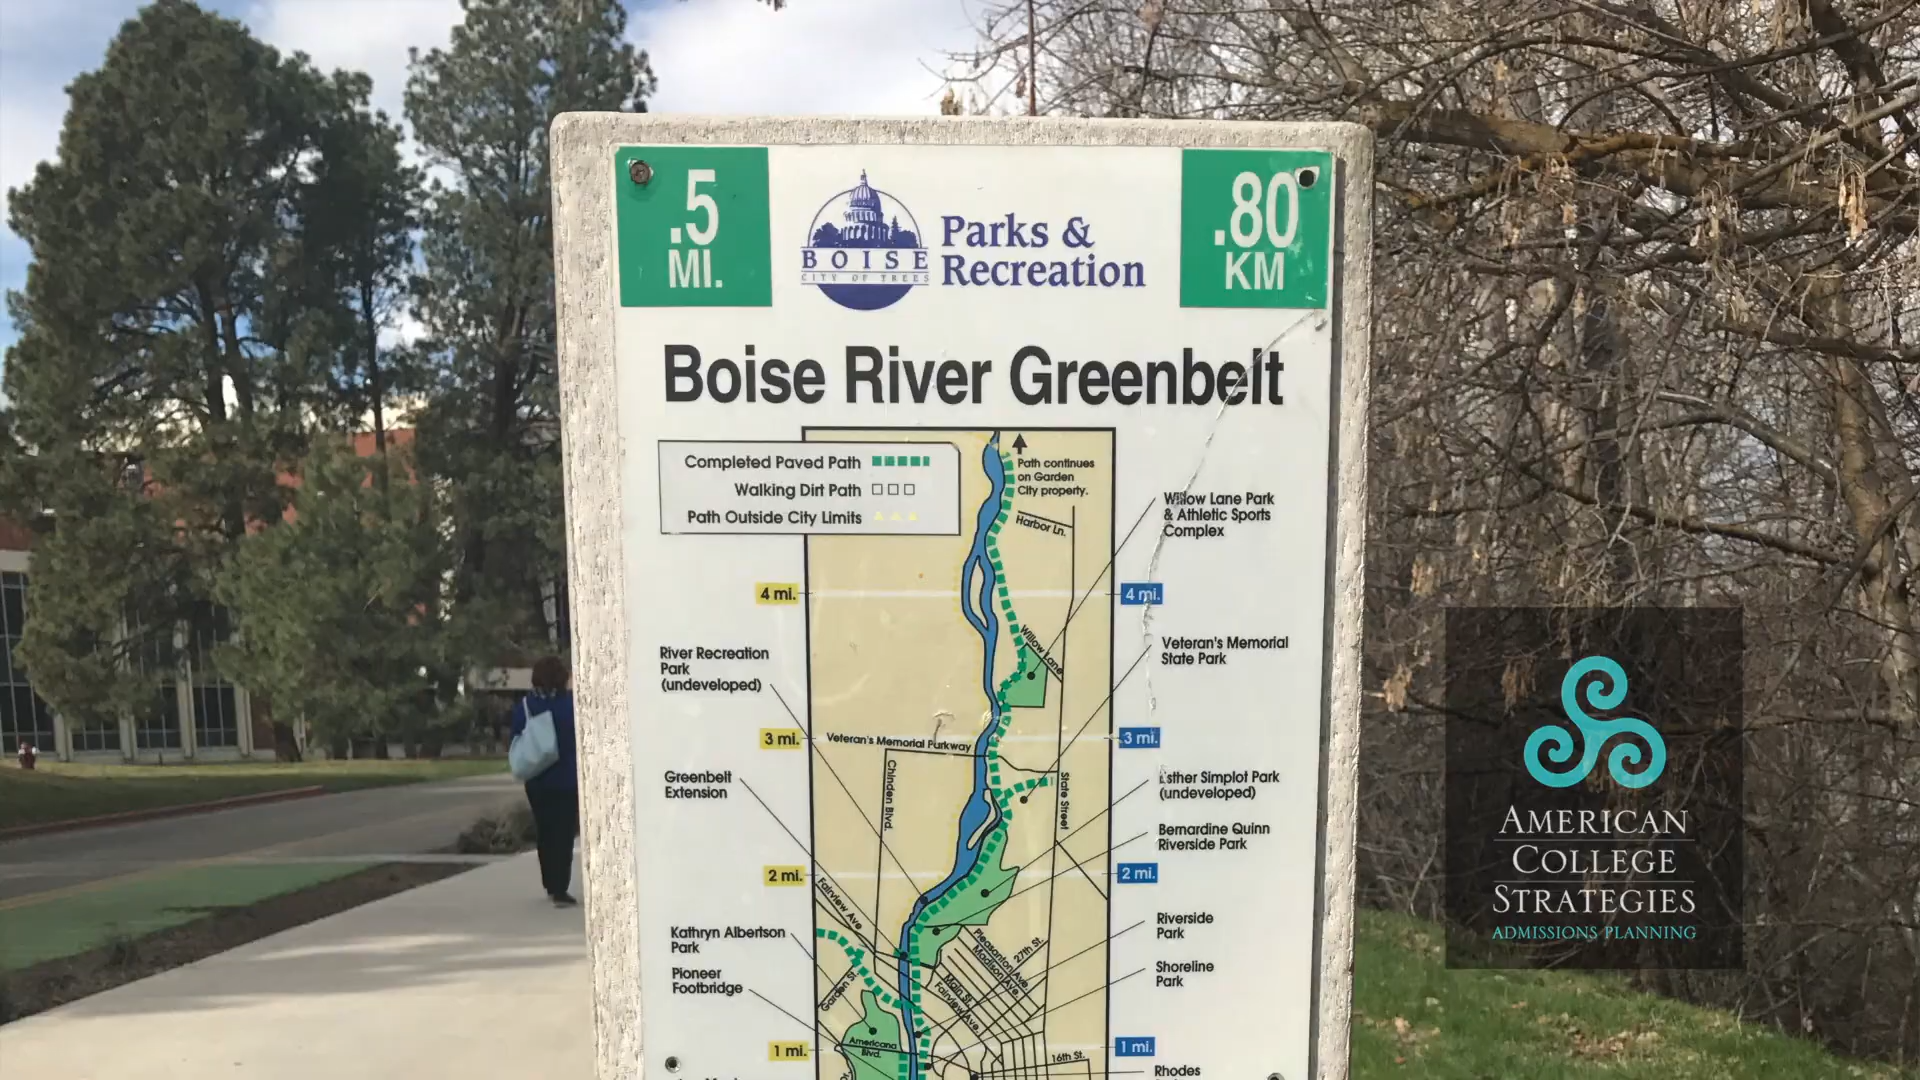 .5
MI.
BOISE
CITY OF TREES
Parks &
Recreation
.80
KM
Boise River Greenbelt
Completed Paved Path
Walking Dirt Path
Path Outside City Limits
Path continues
on Garden
City property.
Harbor Ln.
Willow Lane Park
& Athletic Sports
Complex
4 mi.
4 mi.
Willow Lane
Veteran's Memorial
State Park
River Recreation
Park
(undeveloped)
3 mi.
Veteran's Memorial Parkway
3 mi.
Chinden Blvd.
State Street
Greenbelt
Extension
Esther Simplot Park
(undeveloped)
Bernardine Quinn
Riverside Park
2 mi.
2 mi.
Fairview Ave
Kathryn Albertson
Park
Riverside
Park
Pleasanton Ave.
Madison Ave.
27th St.
Main St.
Fairview Ave.
Pioneer
Footbridge
Garden St.
Shoreline
Park
Americana
Blvd.
1 mi.
1 mi.
16th St.
Rhodes
AMERICAN
COLLEGE
STRATEGIES
ADMISSIONS PLANNING